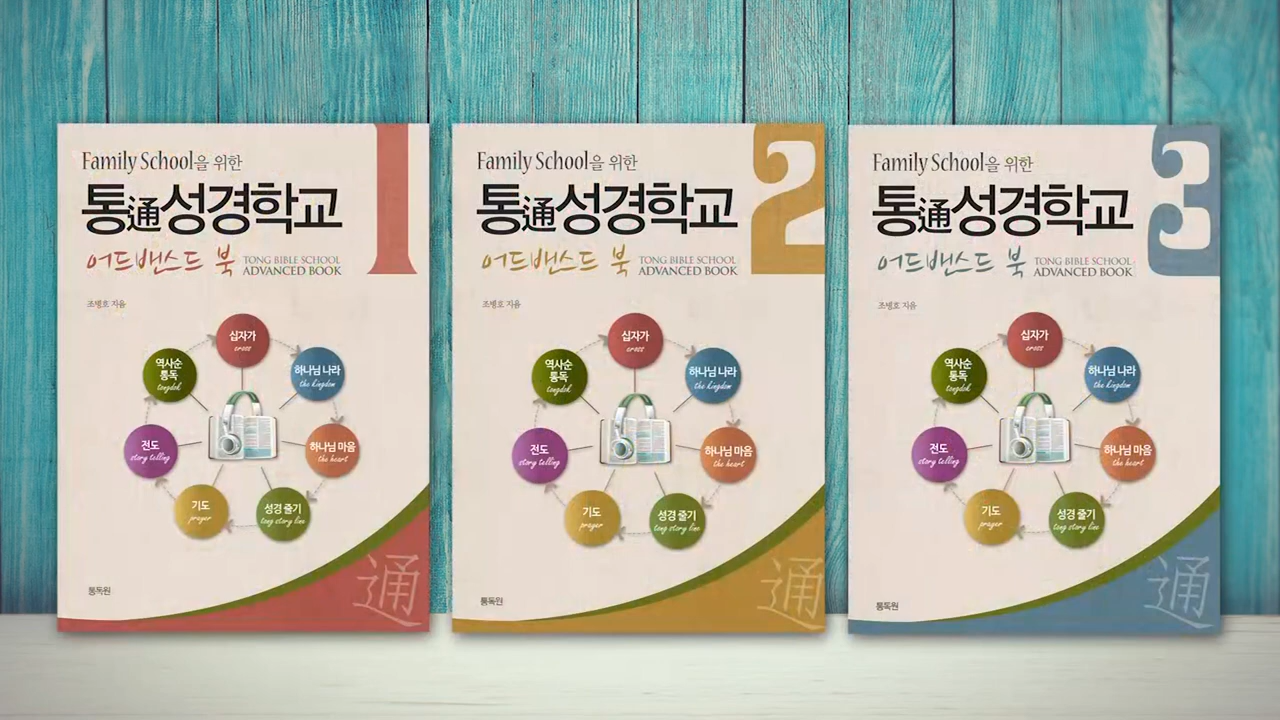 Family School을 위한
1
통通성경학교
어드밴스드 북
TONG BIBLE SCHOOL
ADVANCED BOOK
조병호 지음
십자가
cross
하나님 나라
the kingdom
하나님 마음
the heart
성경 줄기
tong story line
기도
prayer
전도
story telling
역사순
통독
tongdok
통독원
通
Family School을 위한
2
통通성경학교
어드밴스드 북
TONG BIBLE SCHOOL
ADVANCED BOOK
조병호 지음
십자가
cross
하나님 나라
the kingdom
하나님 마음
the heart
성경 줄기
tong story line
기도
prayer
전도
story telling
역사순
통독
tongdok
통독원
通
Family School을 위한
3
통通성경학교
어드밴스드 북
TONG BIBLE SCHOOL
ADVANCED BOOK
조병호 지음
십자가
cross
하나님 나라
the kingdom
하나님 마음
the heart
성경 줄기
tong story line
기도
prayer
전도
story telling
역사순
통독
tongdok
통독원
通